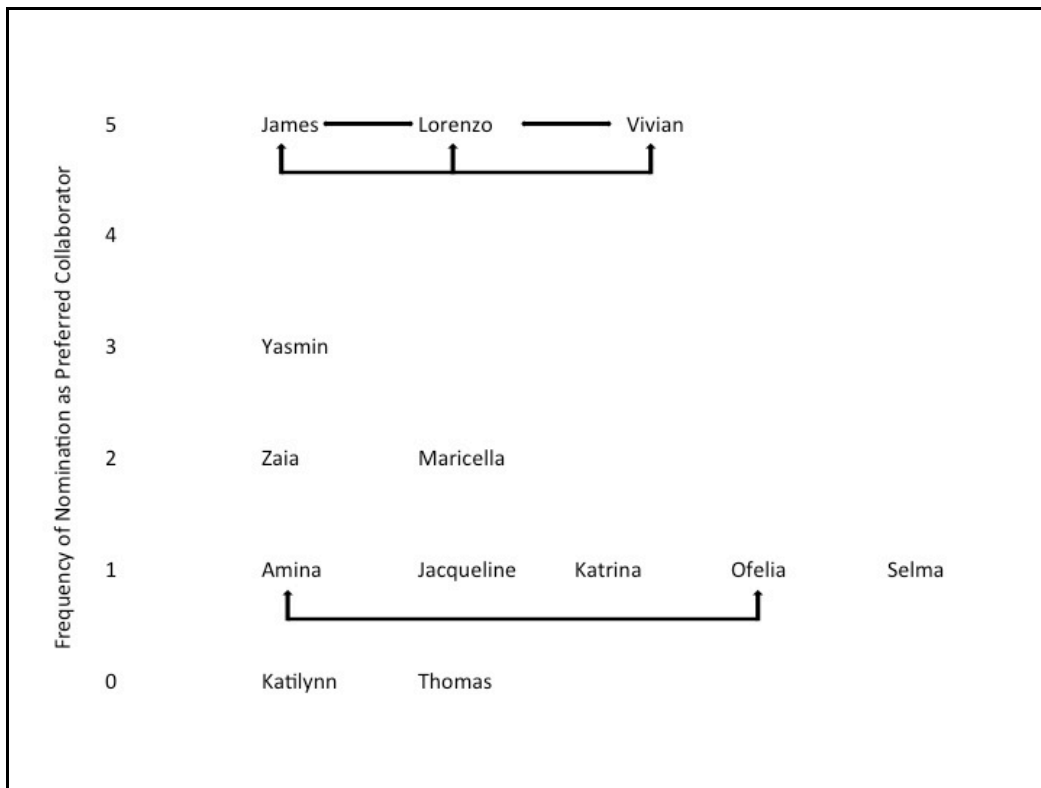 Frequency of Nomination as Preferred Collaborator
5 James Lorenzo Vivian
4
3 Yasmin
2 Zaia Maricella
1 Amina Jacqueline Katrina Ofelia Selma
0 Katilynn Thomas